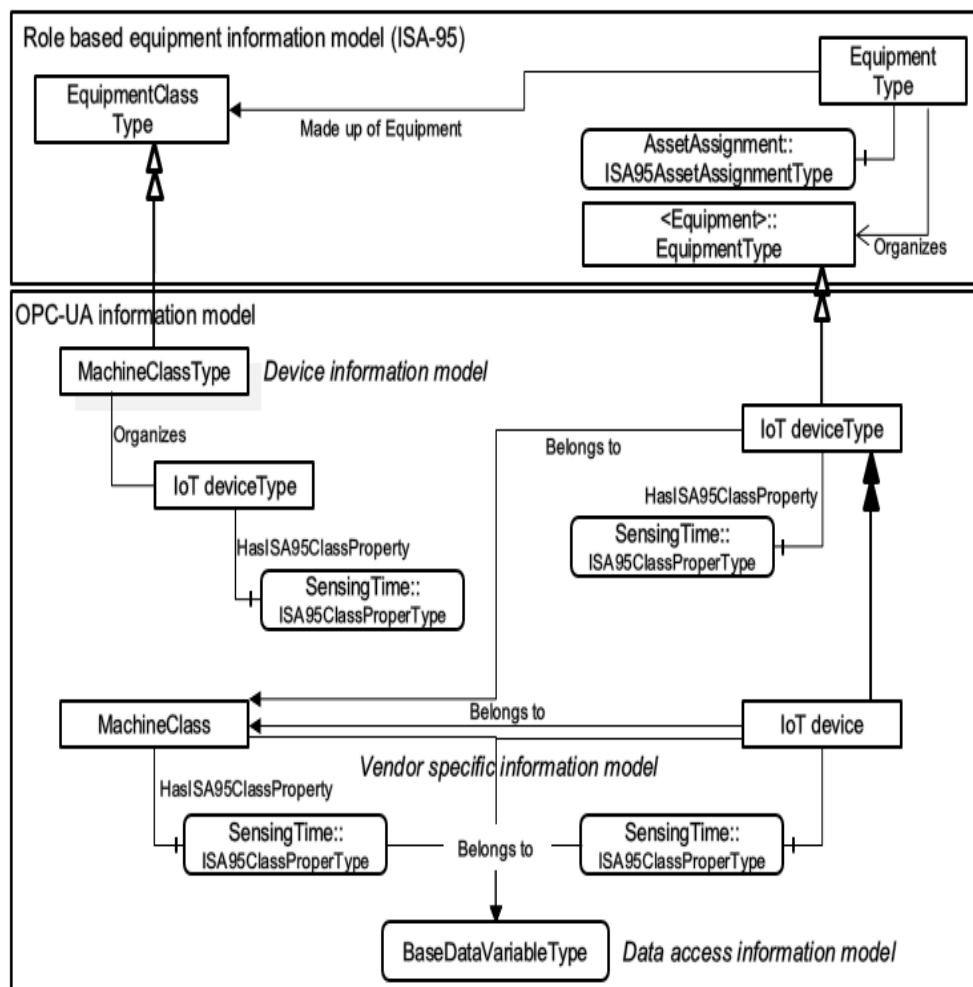 Role based equipment information model (ISA-95)
EquipmentClass
Type
Equipment
Type
Made up of Equipment
AssetAssignment::
ISA95AssetAssignmentType
<Equipment>::
EquipmentType
Organizes
OPC-UA information model
MachineClassType
Device information model
Organizes
IoT deviceType
Belongs to
IoT deviceType
HasISA95ClassProperty
SensingTime::
ISA95ClassProperType
HasISA95ClassProperty
SensingTime::
ISA95ClassProperType
MachineClass
Belongs to
IoT device
Vendor specific information model
HasISA95ClassProperty
SensingTime::
ISA95ClassProperType
Belongs to
SensingTime::
ISA95ClassProperType
BaseDataVariableType
Data access information model